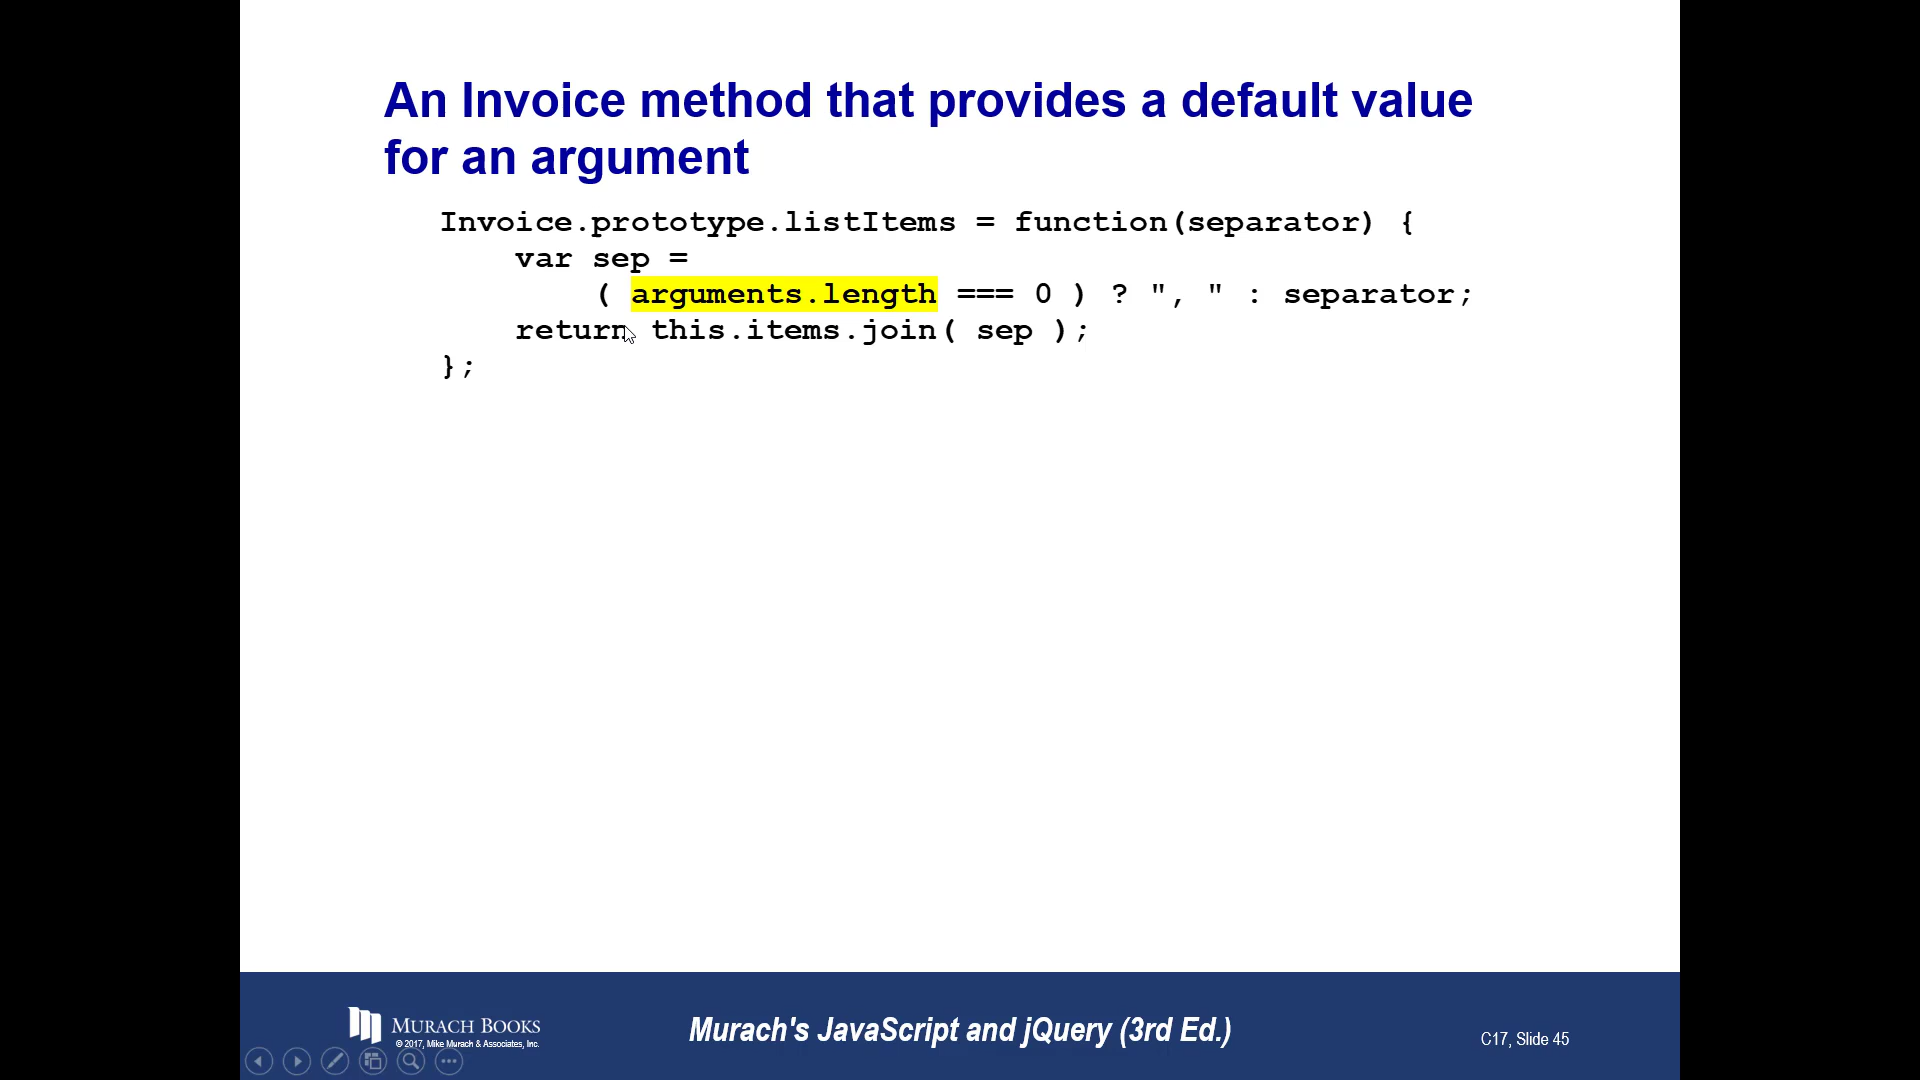 An Invoice method that provides a default value
for an argument
Invoice.prototype.listItems = function(separator) {
var sep =
( arguments.length === 0 ) ? ", " : separator;
return this.items.join( sep );
};
MURACH BOOKS
© 2017, Mike Murach & Associates, Inc.
Murach's JavaScript and jQuery (3rd Ed.)
C17, Slide 45